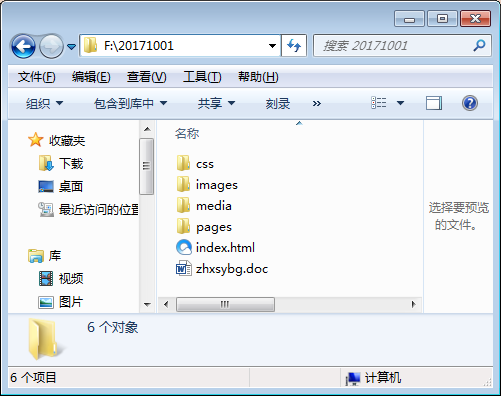 F:\20171001
搜索 20171001
文件(F) 编辑(E) 查看(V) 工具(T) 帮助(H)
组织 包含到库中 共享 刻录 »
收藏夹
下载
桌面
最近访问的位置
库
视频
图片
名称
css
images
media
pages
index.html
zhxsybg.doc
选择要预览
的文件。
6 个对象
6 个项目 计算机